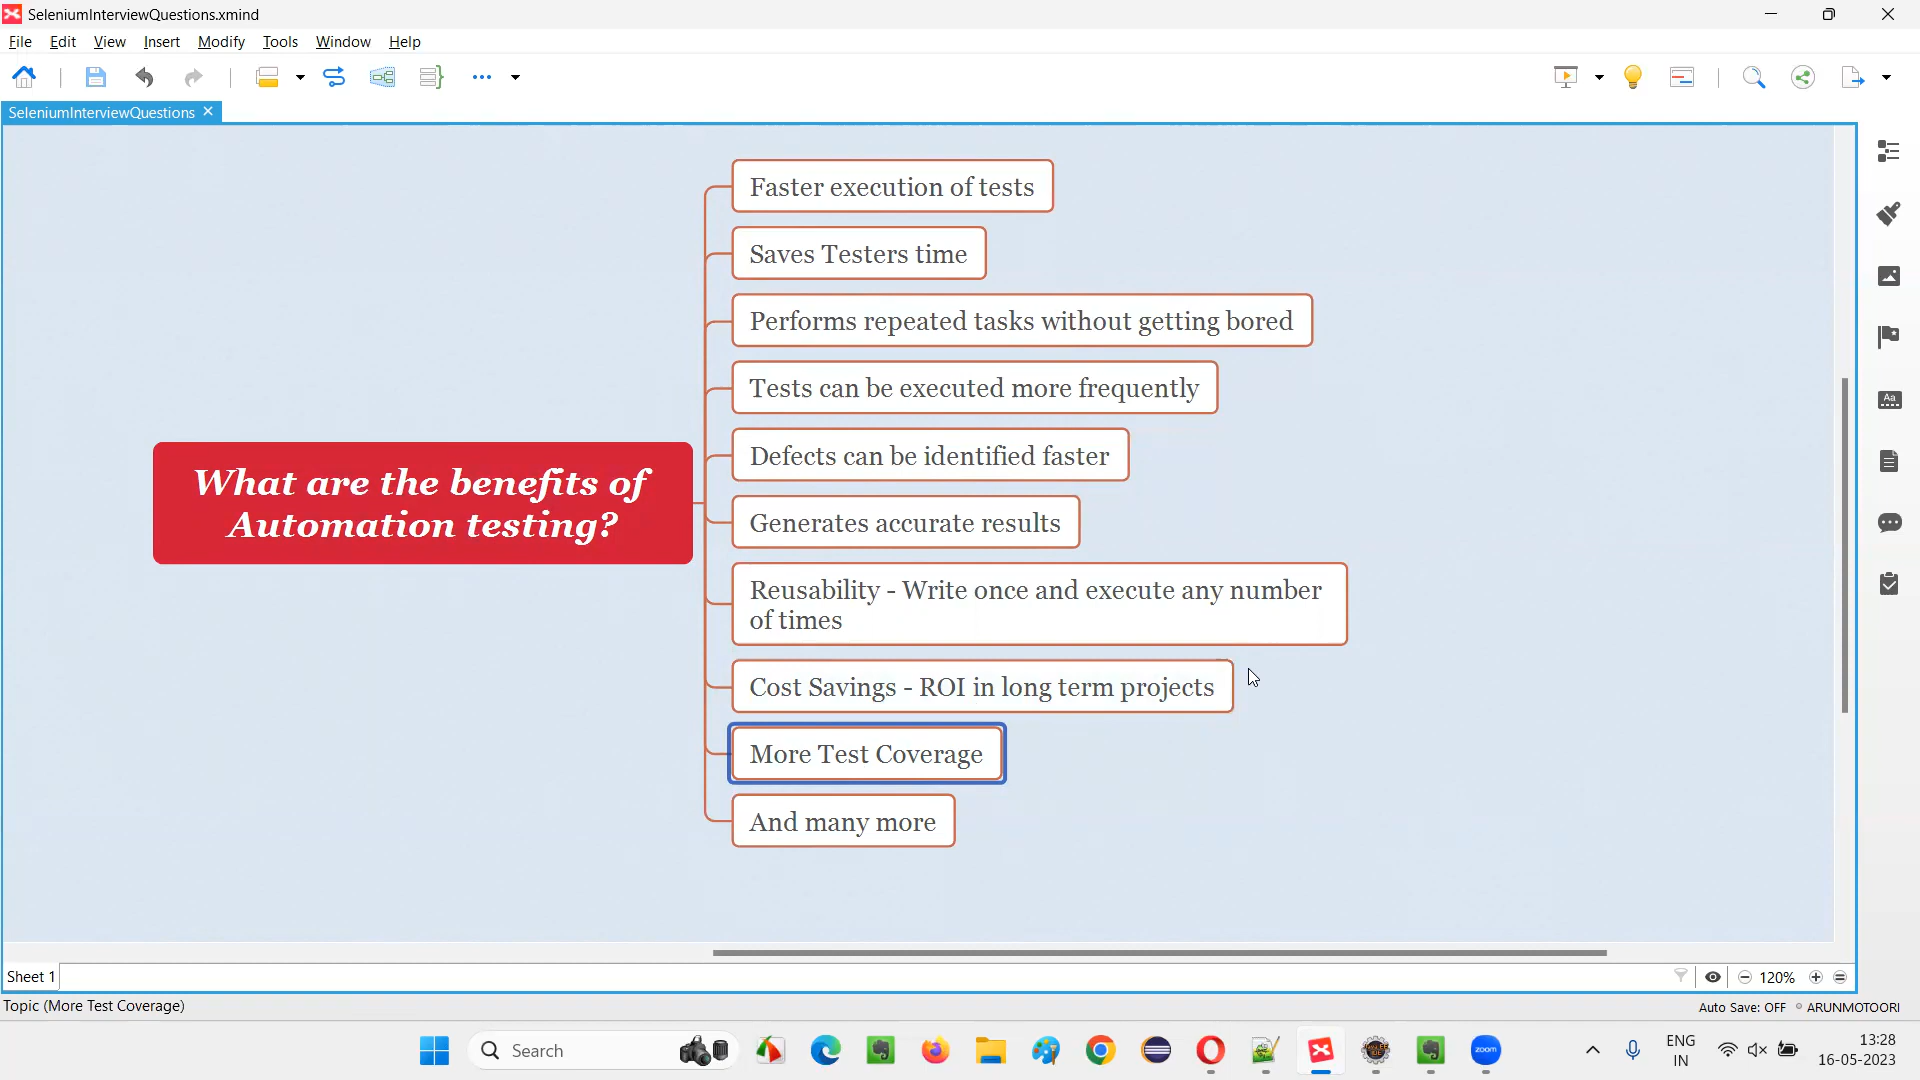 SeleniumInterviewQuestions.xmind
File Edit View Insert Modify Tools Window Help
SeleniumInterviewQuestions
Faster execution of tests
Saves Testers time
Performs repeated tasks without getting bored
Tests can be executed more frequently
Defects can be identified faster
What are the benefits of
Automation testing?
Generates accurate results
Reusability - Write once and execute any number
of times
Cost Savings - ROI in long term projects
More Test Coverage
And many more
Sheet 1
120%
Topic (More Test Coverage)
Auto Save: OFF
ARUNMOTOORI
Search
zoom
ENG
IN
13:28
16-05-2023